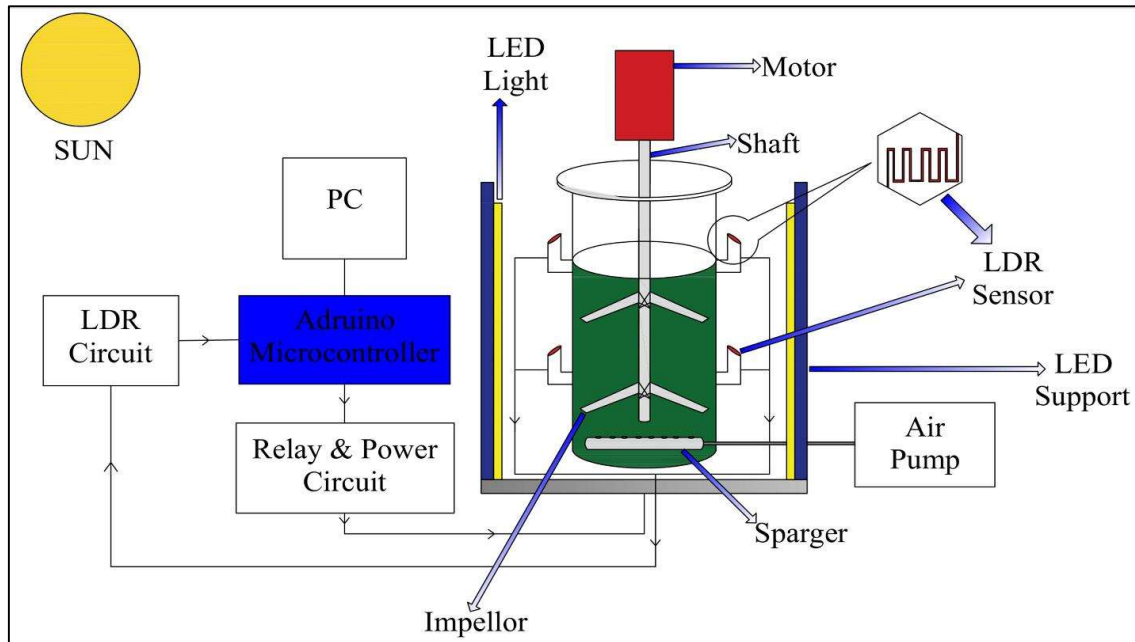 SUN
LED
Light
Motor
Shaft
PC
LDR
Sensor
LDR
Circuit
Adruino
Microcontroller
LED
Support
Relay & Power
Circuit
Air
Pump
Sparger
Impellor